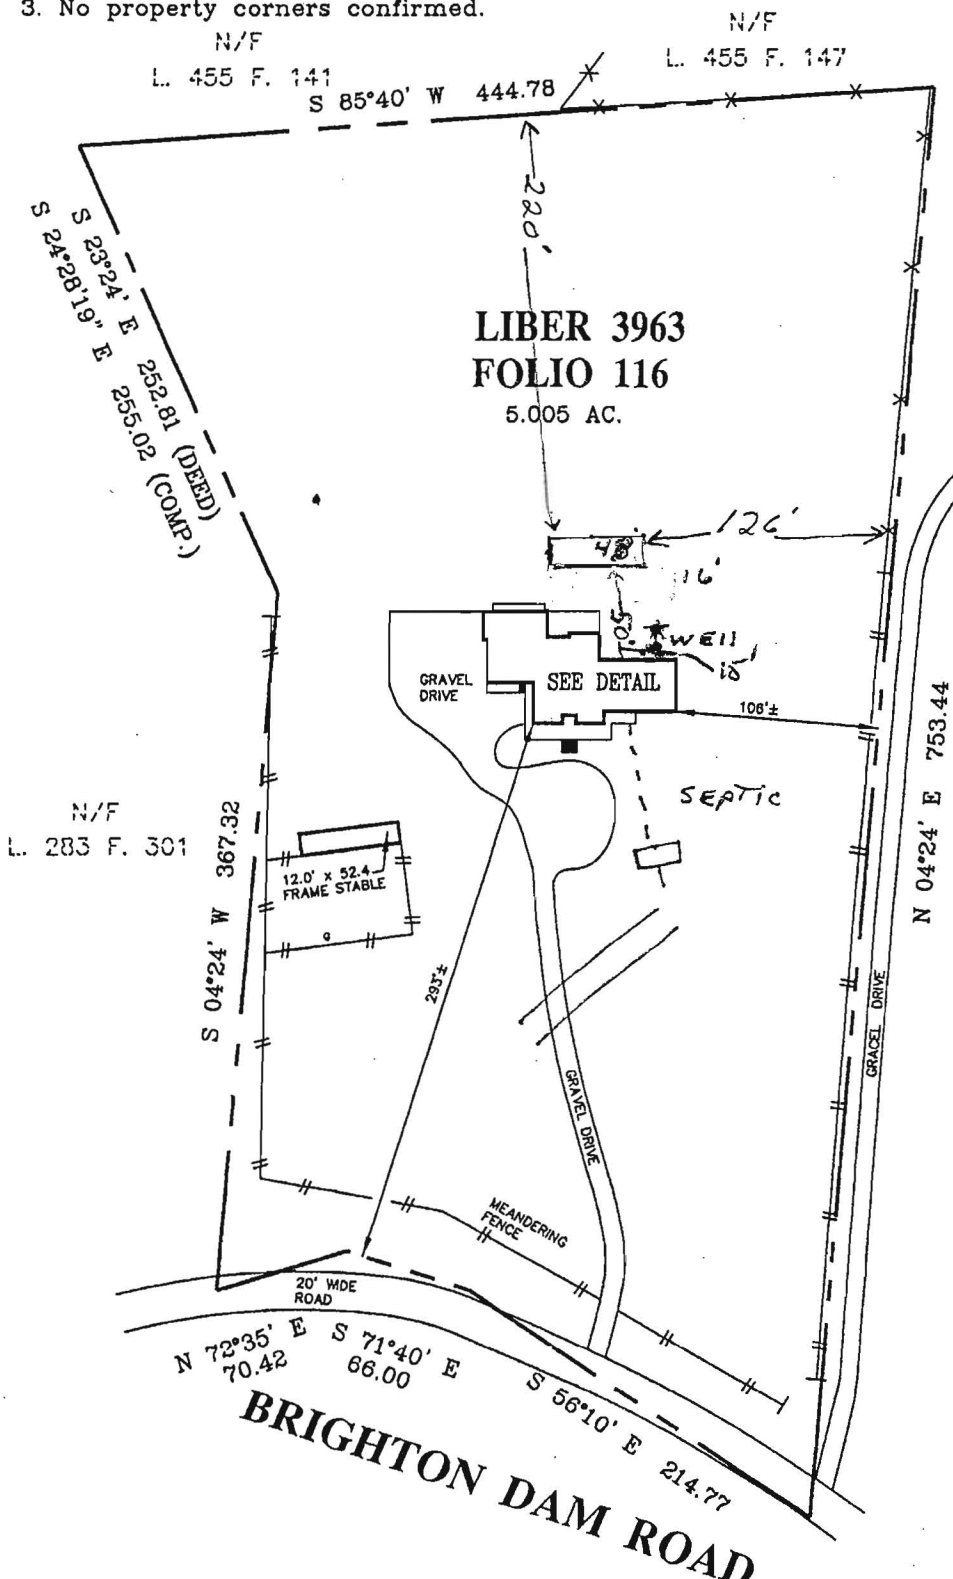 3. No property corners confirmed.
N/F
L. 455 F. 141
N/F
L. 455 F. 147
S 85°40' W 444.78
220'
S 23°24' E 252.81 (DEED)
S 24°28'19" E 255.02 (COMP.)
LIBER 3963
FOLIO 116
5.005 AC.
126'
48
16'
50'
WEll
15'
GRAVEL
DRIVE
SEE DETAIL
106'±
SEPTIC
N 04°24' E 753.44
N/F
L. 283 F. 301
S 04°24' W 367.32
12.0' x 52.4
FRAME STABLE
293'±
GRACEL DRIVE
GRAVEL DRIVE
MEANDERING
FENCE
20' WIDE
ROAD
N 72°35' E
70.42
S 71°40' E
66.00
S 56°10' E 214.77
BRIGHTON DAM ROAD